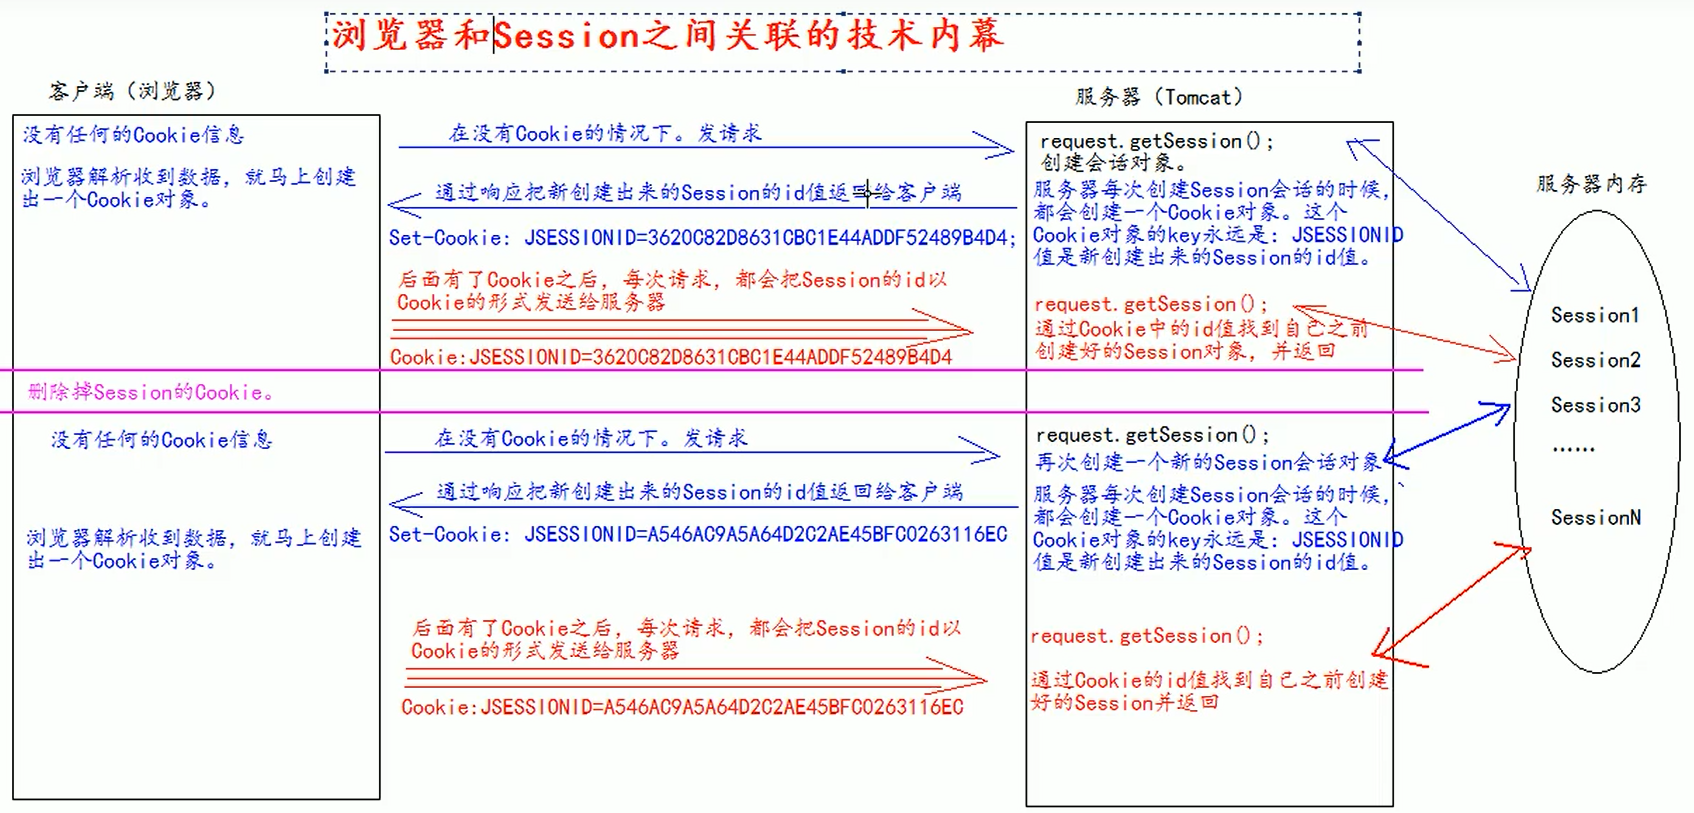 浏览器和Session之间关联的技术内幕
客户端（浏览器）
没有任何的Cookie信息
浏览器解析收到数据，就马上创建
出一个Cookie对象。
在没有Cookie的情况下。发请求
通过响应把新创建出来的Session的id值返回给客户端
Set-Cookie: JSESSIONID=3620C82D8631CBC1E44ADDF52489B4D4;
后面有了Cookie之后，每次请求，都会把Session的id以
Cookie的形式发送给服务器
Cookie:JSESSIONID=3620C82D8631CBC1E44ADDF52489B4D4
服务器（Tomcat）
request.getSession();
创建会话对象。
服务器每次创建Session会话的时候，
都会创建一个Cookie对象。这个
Cookie对象的key永远是：JSESSIONID
值是新创建出来的Session的id值。
request.getSession();
通过Cookie中的id值找到自己之前
创建好的Session对象，并返回
服务器内存
Session1
Session2
Session3
......
SessionN
删除掉Session的Cookie。
没有任何的Cookie信息
浏览器解析收到数据，就马上创建
出一个Cookie对象。
在没有Cookie的情况下。发请求
通过响应把新创建出来的Session的id值返回给客户端
Set-Cookie: JSESSIONID=A546AC9A5A64D2C2AE45BFC0263116EC
后面有了Cookie之后，每次请求，都会把Session的id以
Cookie的形式发送给服务器
Cookie:JSESSIONID=A546AC9A5A64D2C2AE45BFC0263116EC
request.getSession();
再次创建一个新的Session会话对象
服务器每次创建Session会话的时候，
都会创建一个Cookie对象。这个
Cookie对象的key永远是：JSESSIONID
值是新创建出来的Session的id值。
request.getSession();
通过Cookie的id值找到自己之前创建
好的Session并返回